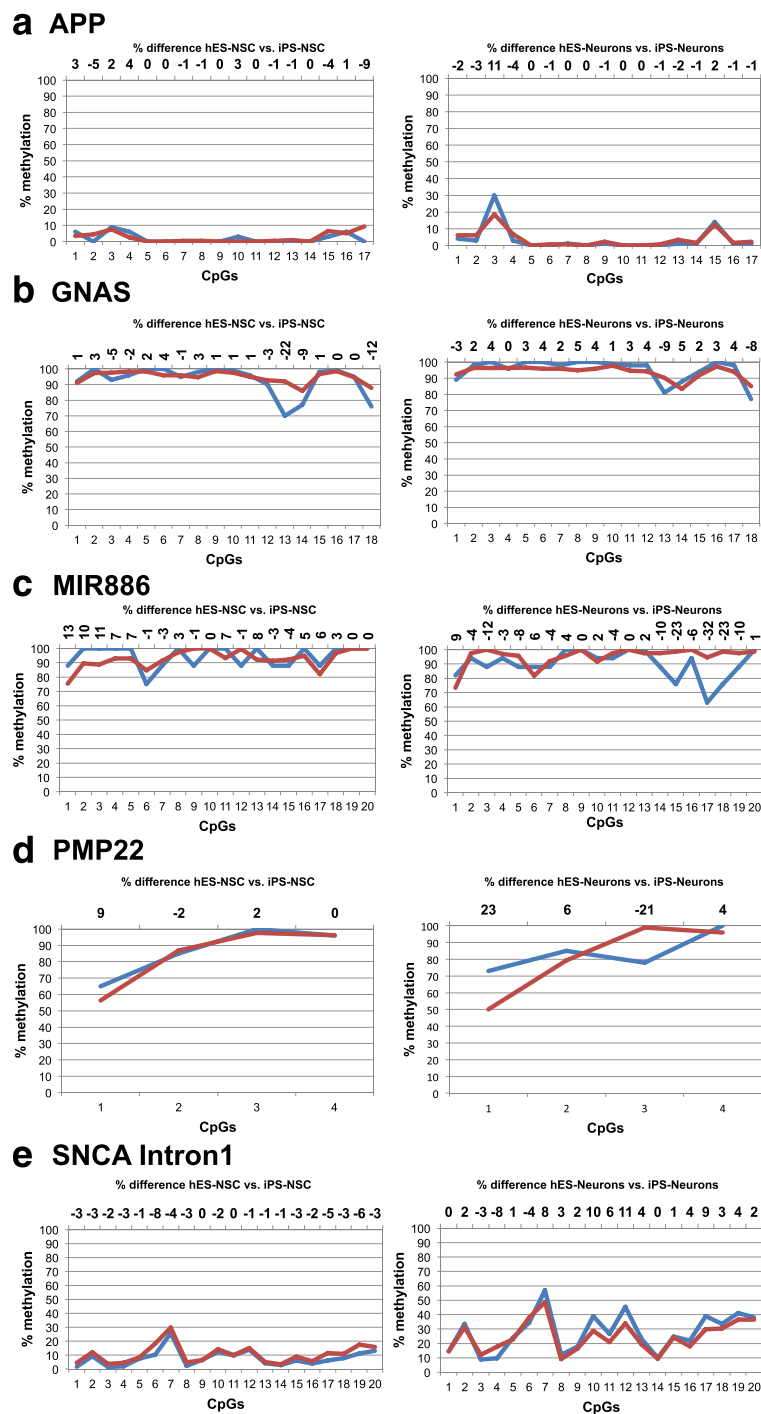 a APP
% difference hES-NSC vs. iPS-NSC
3 -5 2 4 0 0 -1 -1 0 3 0 -1 -1 0 -4 1 -9
100
90
80
70
60
50
40
30
20
10
0
% methylation
1 2 3 4 5 6 7 8 9 10 11 12 13 14 15 16 17
CpGs
% difference hES-Neurons vs. iPS-Neurons
-2 -3 11 -4 0 -1 0 0 -1 0 0 -1 -2 -1 2 -1 -1
100
90
80
70
60
50
40
30
20
10
0
% methylation
1 2 3 4 5 6 7 8 9 10 11 12 13 14 15 16 17
CpGs
b GNAS
% difference hES-NSC vs. iPS-NSC
1 3 -5 -2 2 4 -1 3 1 1 1 -3 -22 -9 1 0 0 -12
100
90
80
70
60
50
40
30
20
10
0
% methylation
1 2 3 4 5 6 7 8 9 10 11 12 13 14 15 16 17 18
CpGs
% difference hES-Neurons vs. iPS-Neurons
-3 2 4 0 3 4 2 5 4 1 3 4 -9 5 2 3 4 -8
100
90
80
70
60
50
40
30
20
10
0
% mehylation
1 2 3 4 5 6 7 8 9 10 11 12 13 14 15 16 17 18
CpGs
c MIR886
% difference hES-NSC vs. iPS-NSC
13 10 11 7 7 -1 -3 3 -1 0 7 -1 8 -3 -4 5 6 3 0 0
100
90
80
70
60
50
40
30
20
10
0
% methylation
1 2 3 4 5 6 7 8 9 10 11 12 13 14 15 16 17 18 19 20
CpGs
% difference hES-Neurons vs. iPS-Neurons
9 -4 -12 -3 -8 6 -4 4 0 2 -4 0 2 -10 -23 -6 -32 -23 -10 1
100
90
80
70
60
50
40
30
20
10
0
% methylation
1 2 3 4 5 6 7 8 9 10 11 12 13 14 15 16 17 18 19 20
CpGs
d PMP22
% difference hES-NSC vs. iPS-NSC
9 -2 2 0
100
90
80
70
60
50
40
30
20
10
0
% methylation
1 2 3 4
CpGs
% difference hES-Neurons vs. iPS-Neurons
23 6 -21 4
100
90
80
70
60
50
40
30
20
10
0
% methylation
1 2 3 4
CpGs
e SNCA Intron1
% difference hES-NSC vs. iPS-NSC
-3 -3 -2 -3 -1 -8 -4 -3 0 -2 0 -1 -1 -1 -3 -2 -5 -3 -6 -3
100
90
80
70
60
50
40
30
20
10
0
% methylation
1 2 3 4 5 6 7 8 9 10 11 12 13 14 15 16 17 18 19 20
CpGs
% difference hES-Neurons vs. iPS-Neurons
0 2 -3 -8 1 -4 8 3 2 10 6 11 4 0 1 4 9 3 4 2
100
90
80
70
60
50
40
30
20
10
0
% methylation
1 2 3 4 5 6 7 8 9 10 11 12 13 14 15 16 17 18 19 20
CpGs